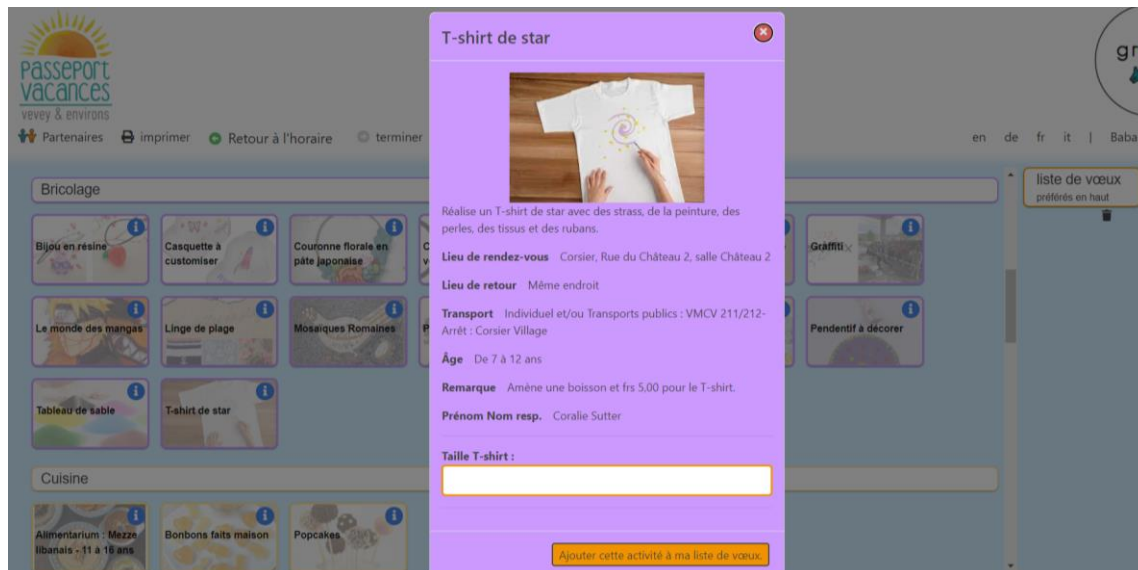 PASSEPORT
VACANCES
vevey & environs
Partenaires imprimer Retour à l'horaire terminer
en de fr it | Baba
T-shirt de star
Réalise un T-shirt de star avec des strass, de la peinture, des
perles, des tissus et des rubans.
Lieu de rendez-vous Corsier, Rue du Château 2, salle Château 2
Lieu de retour Même endroit
Transport Individuel et/ou Transports publics : VMCV 211/212-
Arrêt : Corsier Village
Âge De 7 à 12 ans
Remarque Amène une boisson et frs 5,00 pour le T-shirt.
Prénom Nom resp. Coralie Sutter
Taille T-shirt :
Ajouter cette activité à ma liste de vœux.
liste de vœux
préférés en haut
Bricolage
Bijou en résine
Casquette à
customiser
Couronne florale en
pâte japonaise
Graffiti
Le monde des mangas
Linge de plage
Mosaïques Romaines
Pendentif à décorer
Tableau de sable
T-shirt de star
Cuisine
Alimentarium : Mezze
libanais - 11 à 16 ans
Bonbons faits maison
Popcakes